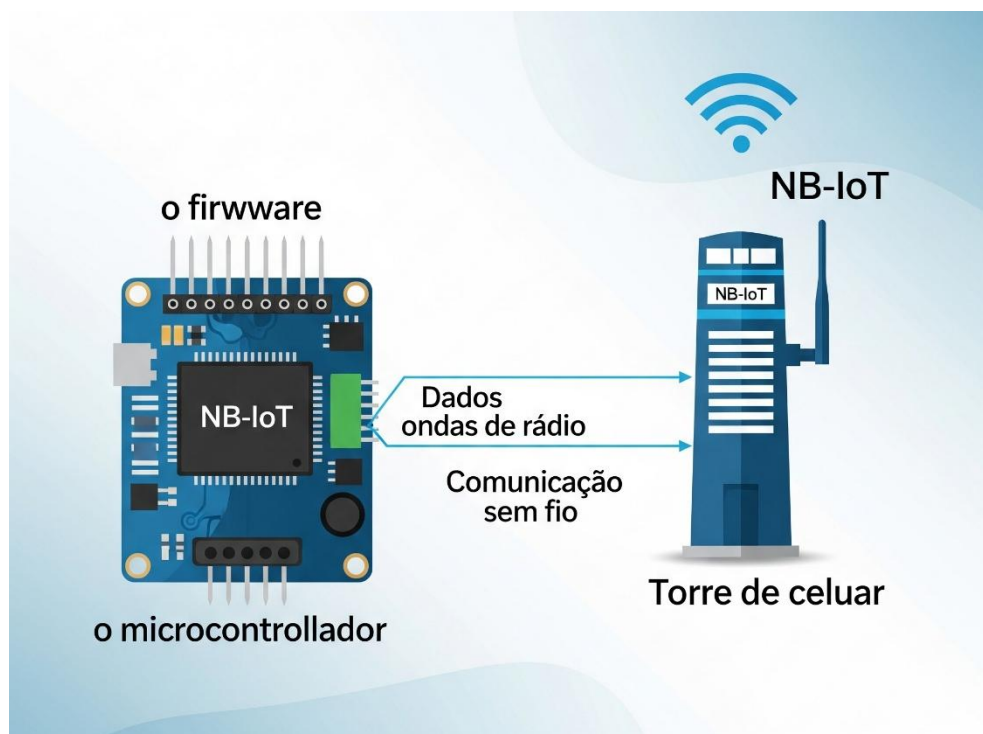 NB-IoT
o firwware
NB-IoT
NB-IoT
Dados
ondas de rádio
Comunicação
sem fio
Torre de celuar
o microcontrollador